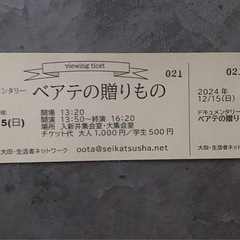 viewing ticet
021
ンタリー
ベアテの贈りもの
年
5(日)
開場 13:20
開演 13:50~終演 16:20
会場 入新井集会室・大集会室
チケット代 大人1,000円/学生500円
大田・生活者ネットワーク oota@seikatsusha.net
02
2024年
12/15(日)
ドキュメンタリー
ベアテの贈り
大田・生活者ネット